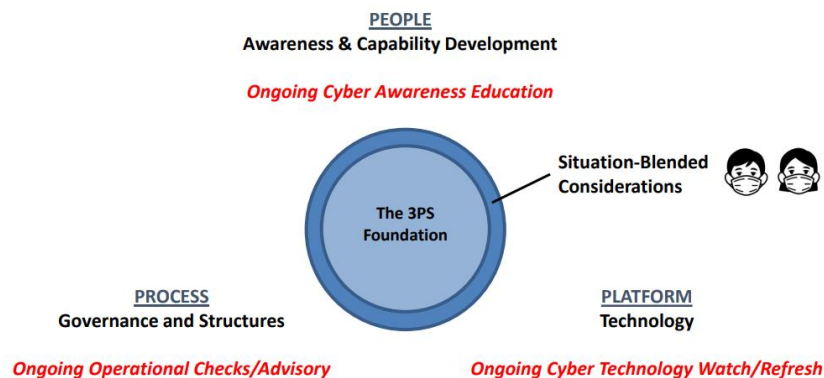 PEOPLE
Awareness & Capability Development
Ongoing Cyber Awareness Education
Situation-Blended
Considerations
The 3PS
Foundation
PROCESS
Governance and Structures
Ongoing Operational Checks/Advisory
PLATFORM
Technology
Ongoing Cyber Technology Watch/Refresh